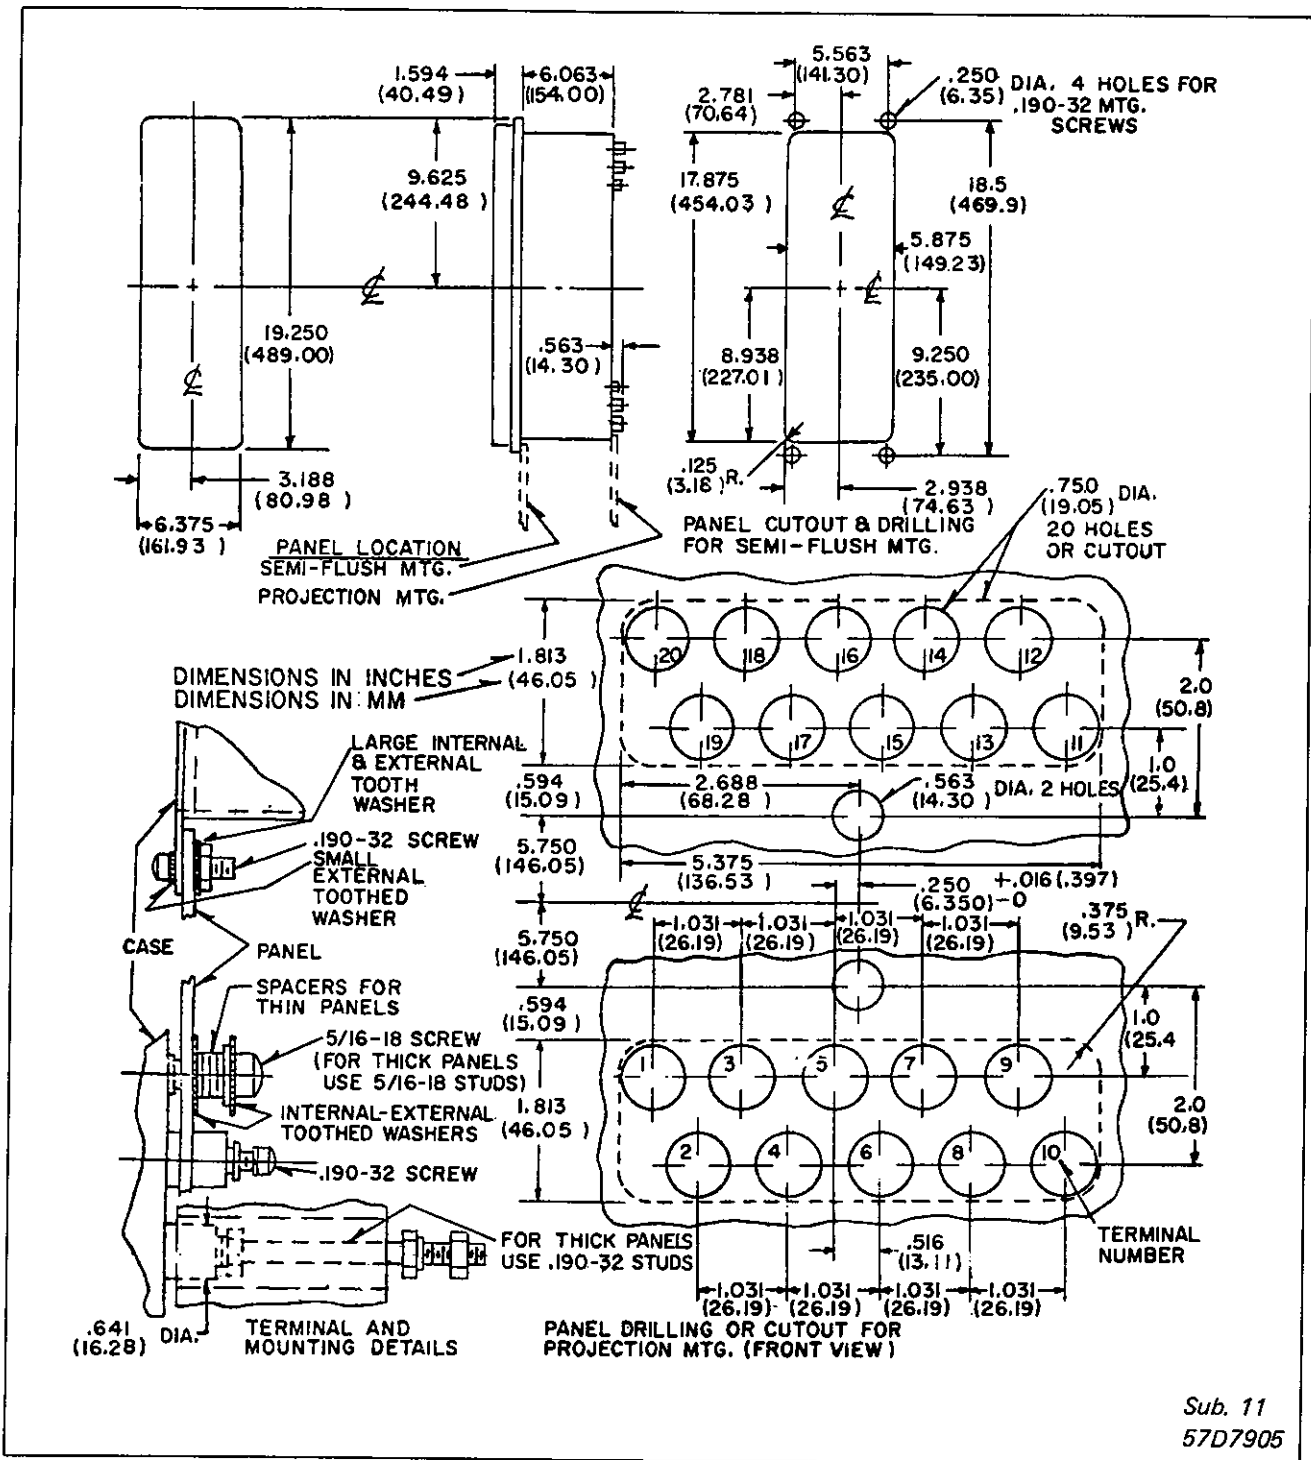 1.594
(40.49)
6.063
(154.00)
5.563
(141.30)
2.781
(70.64)
.250
(6.35)
DIA. 4 HOLES FOR
.190-32 MTG.
SCREWS
9.625
(244.48)
17.875
(454.03)
18.5
(469.9)
℄
5.875
(149.23)
℄
℄
19.250
(489.00)
℄
.563
(14.30)
8.938
(227.01)
9.250
(235.00)
3.188
(80.98)
6.375
(161.93)
.125
(3.18) R.
2.938
(74.63)
.750
(19.05) DIA.
20 HOLES
OR CUTOUT
PANEL LOCATION
SEMI-FLUSH MTG.
PROJECTION MTG.
PANEL CUTOUT & DRILLING
FOR SEMI-FLUSH MTG.
20 18 16 14 12
DIMENSIONS IN INCHES
DIMENSIONS IN MM
1.813
(46.05)
2.0
(50.8)
19 17 15 13 11
1.0
(25.4)
LARGE INTERNAL
& EXTERNAL
TOOTH
WASHER
.594
(15.09)
2.688
(68.28)
.563
(14.30)
DIA. 2 HOLES
.190-32 SCREW
SMALL
EXTERNAL
TOOTHED
WASHER
5.750
(146.05)
5.375
(136.53)
℄
.250
(6.350)
+.016 (.397)
-0
CASE
PANEL
5.750
(146.05)
1.031
(26.19)
1.031
(26.19)
1.031
(26.19)
1.031
(26.19)
.375
(9.53) R.
SPACERS FOR
THIN PANELS
.594
(15.09)
1.0
(25.4
5/16-18 SCREW
(FOR THICK PANELS
USE 5/16-18 STUDS)
1 3 5 7 9
INTERNAL-EXTERNAL
TOOTHED WASHERS
1.813
(46.05)
2.0
(50.8)
2 4 6 8 10
.190-32 SCREW
FOR THICK PANELS
USE .190-32 STUDS
.516
(13.11)
TERMINAL
NUMBER
1.031
(26.19)
1.031
(26.19)
1.031
(26.19)
1.031
(26.19)
.641
(16.28) DIA.
TERMINAL AND
MOUNTING DETAILS
PANEL DRILLING OR CUTOUT FOR
PROJECTION MTG. (FRONT VIEW)
Sub. 11
57D7905